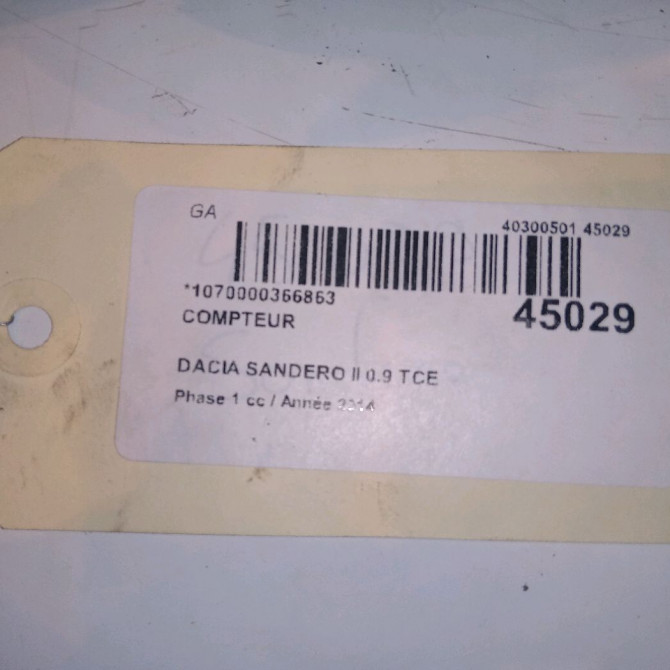 GA
40300501 45029
*1070000366863
45029
COMPTEUR
DACIA SANDERO II 0.9 TCE
Phase 1 cc / Année